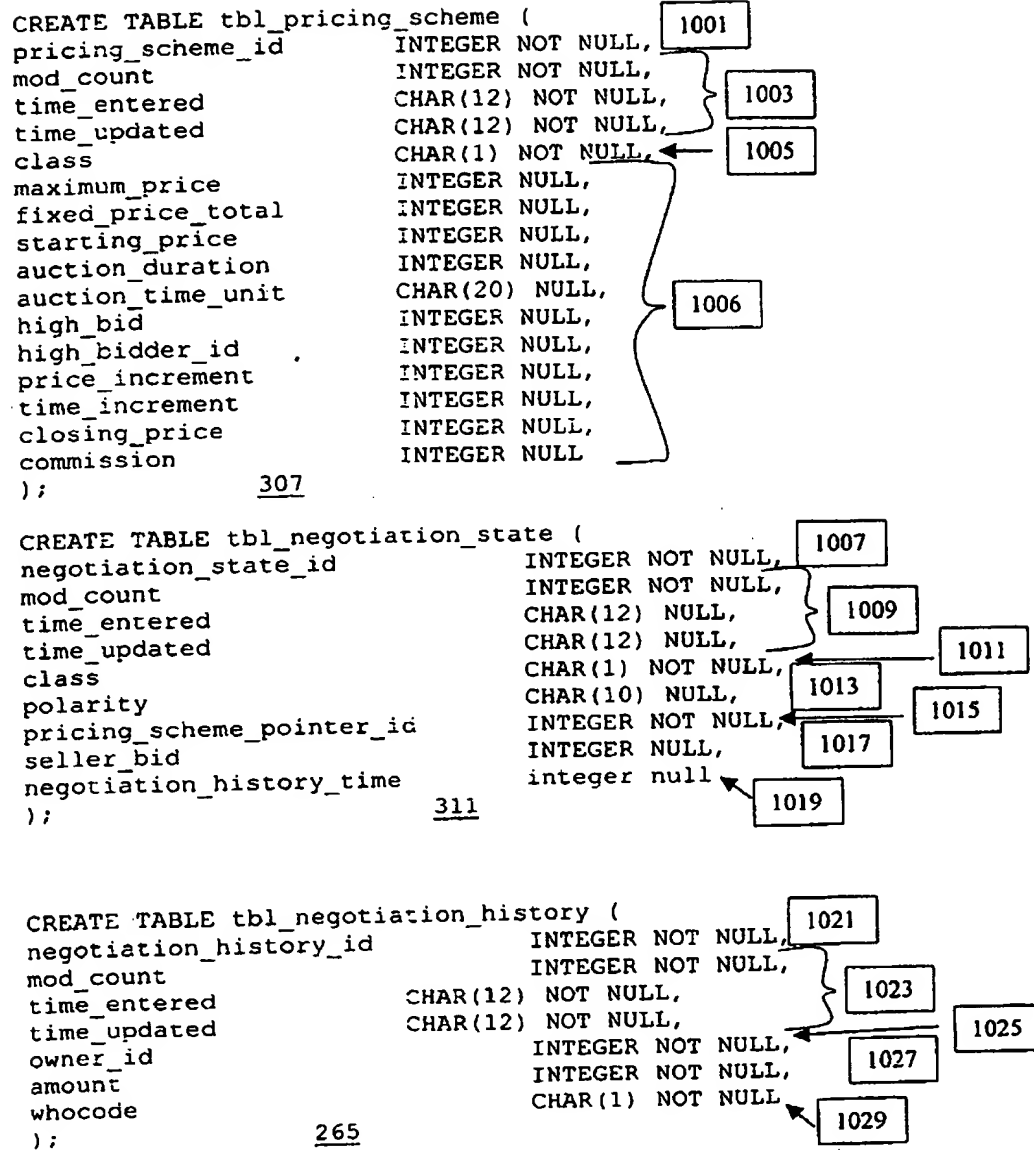 CREATE TABLE tbl_pricing_scheme (
pricing_scheme_id INTEGER NOT NULL, 1001
mod_count INTEGER NOT NULL,
time_entered CHAR(12) NOT NULL, 1003
time_updated CHAR(12) NOT NULL,
class CHAR(1) NOT NULL, 1005
maximum_price INTEGER NULL,
fixed_price_total INTEGER NULL,
starting_price INTEGER NULL,
auction_duration INTEGER NULL,
auction_time_unit CHAR(20) NULL, 1006
high_bid INTEGER NULL,
high_bidder_id INTEGER NULL,
price_increment INTEGER NULL,
time_increment INTEGER NULL,
closing_price INTEGER NULL,
commission INTEGER NULL
); 307
CREATE TABLE tbl_negotiation_state (
negotiation_state_id INTEGER NOT NULL, 1007
mod_count INTEGER NOT NULL,
time_entered CHAR(12) NULL, 1009
time_updated CHAR(12) NULL,
class CHAR(1) NOT NULL, 1011
polarity CHAR(10) NULL, 1013
pricing_scheme_pointer_id INTEGER NOT NULL, 1015
seller_bid INTEGER NULL, 1017
negotiation_history_time integer null 1019
); 311
CREATE TABLE tbl_negotiation_history (
negotiation_history_id INTEGER NOT NULL, 1021
mod_count INTEGER NOT NULL,
time_entered CHAR(12) NOT NULL, 1023
time_updated CHAR(12) NOT NULL,
owner_id INTEGER NOT NULL, 1025
amount INTEGER NOT NULL, 1027
whocode CHAR(1) NOT NULL 1029
); 265